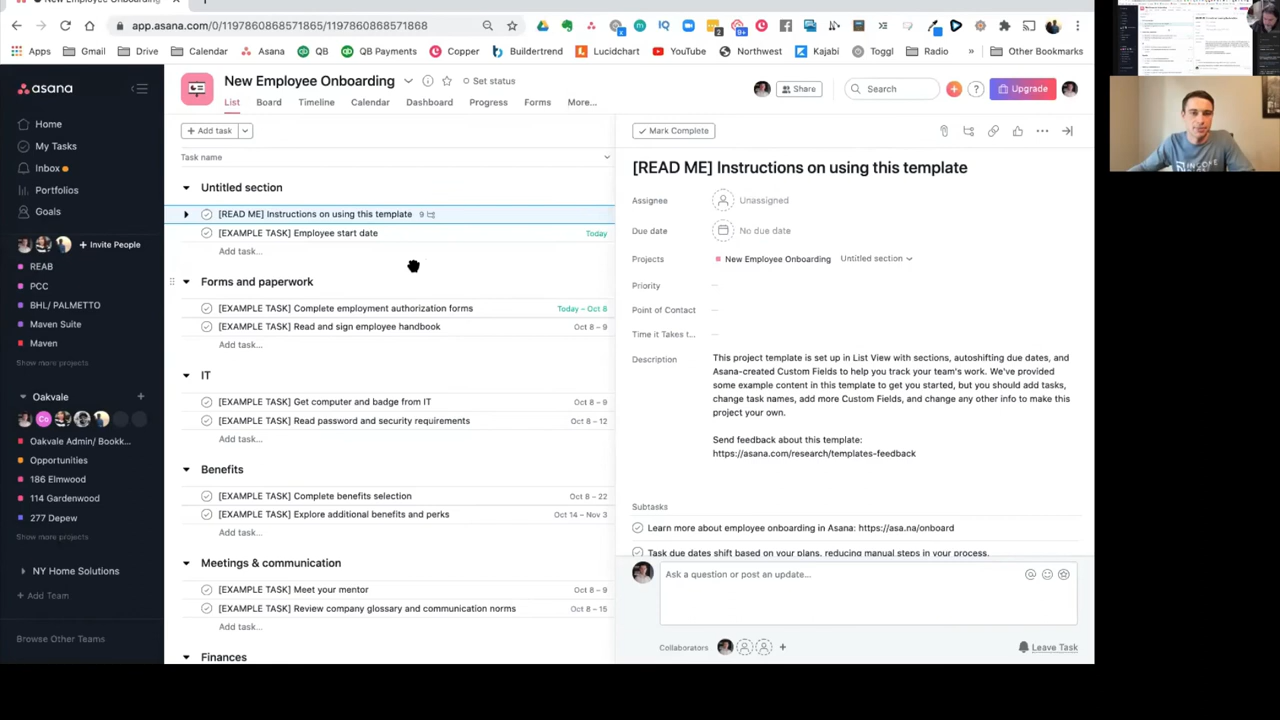 New Employee Onboarding
app.asana.com/0/1197806086571865/1197806086571865
Apps
Gmail
Drive
Calendar
QB Payments
Lucidchart
YouTube
Northwest
Kajabi
Toggl
Other Bookmarks
asana
Home
My Tasks
Inbox
Portfolios
Goals
Invite People
REAB
PCC
BHL/ PALMETTO
Maven Suite
Maven
Show more projects
Oakvale
Co
Oakvale Admin/ Bookk...
Opportunities
186 Elmwood
114 Gardenwood
277 Depew
Show more projects
NY Home Solutions
Add Team
Browse Other Teams
New Employee Onboarding
Set Status
List
Board
Timeline
Calendar
Dashboard
Progress
Forms
More...
Share
Search
?
Upgrade
+ Add task
Task name
Untitled section
[READ ME] Instructions on using this template 9
[EXAMPLE TASK] Employee start date Today
Add task...
Forms and paperwork
[EXAMPLE TASK] Complete employment authorization forms Today – Oct 8
[EXAMPLE TASK] Read and sign employee handbook Oct 8 – 9
Add task...
IT
[EXAMPLE TASK] Get computer and badge from IT Oct 8 – 9
[EXAMPLE TASK] Read password and security requirements Oct 8 – 12
Add task...
Benefits
[EXAMPLE TASK] Complete benefits selection Oct 8 – 22
[EXAMPLE TASK] Explore additional benefits and perks Oct 14 – Nov 3
Add task...
Meetings & communication
[EXAMPLE TASK] Meet your mentor Oct 8 – 9
[EXAMPLE TASK] Review company glossary and communication norms Oct 8 – 15
Add task...
Finances
Mark Complete
[READ ME] Instructions on using this template
Assignee Unassigned
Due date No due date
Projects New Employee Onboarding Untitled section
Priority —
Point of Contact —
Time it Takes t... —
Description
This project template is set up in List View with sections, autoshifting due dates, and
Asana-created Custom Fields to help you track your team's work. We've provided
some example content in this template to get you started, but you should add tasks,
change task names, add more Custom Fields, and change any other info to make this
project your own.
Send feedback about this template:
https://asana.com/research/templates-feedback
Subtasks
Learn more about employee onboarding in Asana: https://asa.na/onboard
Task due dates shift based on your plans, reducing manual steps in your process.
Ask a question or post an update...
Collaborators
Leave Task